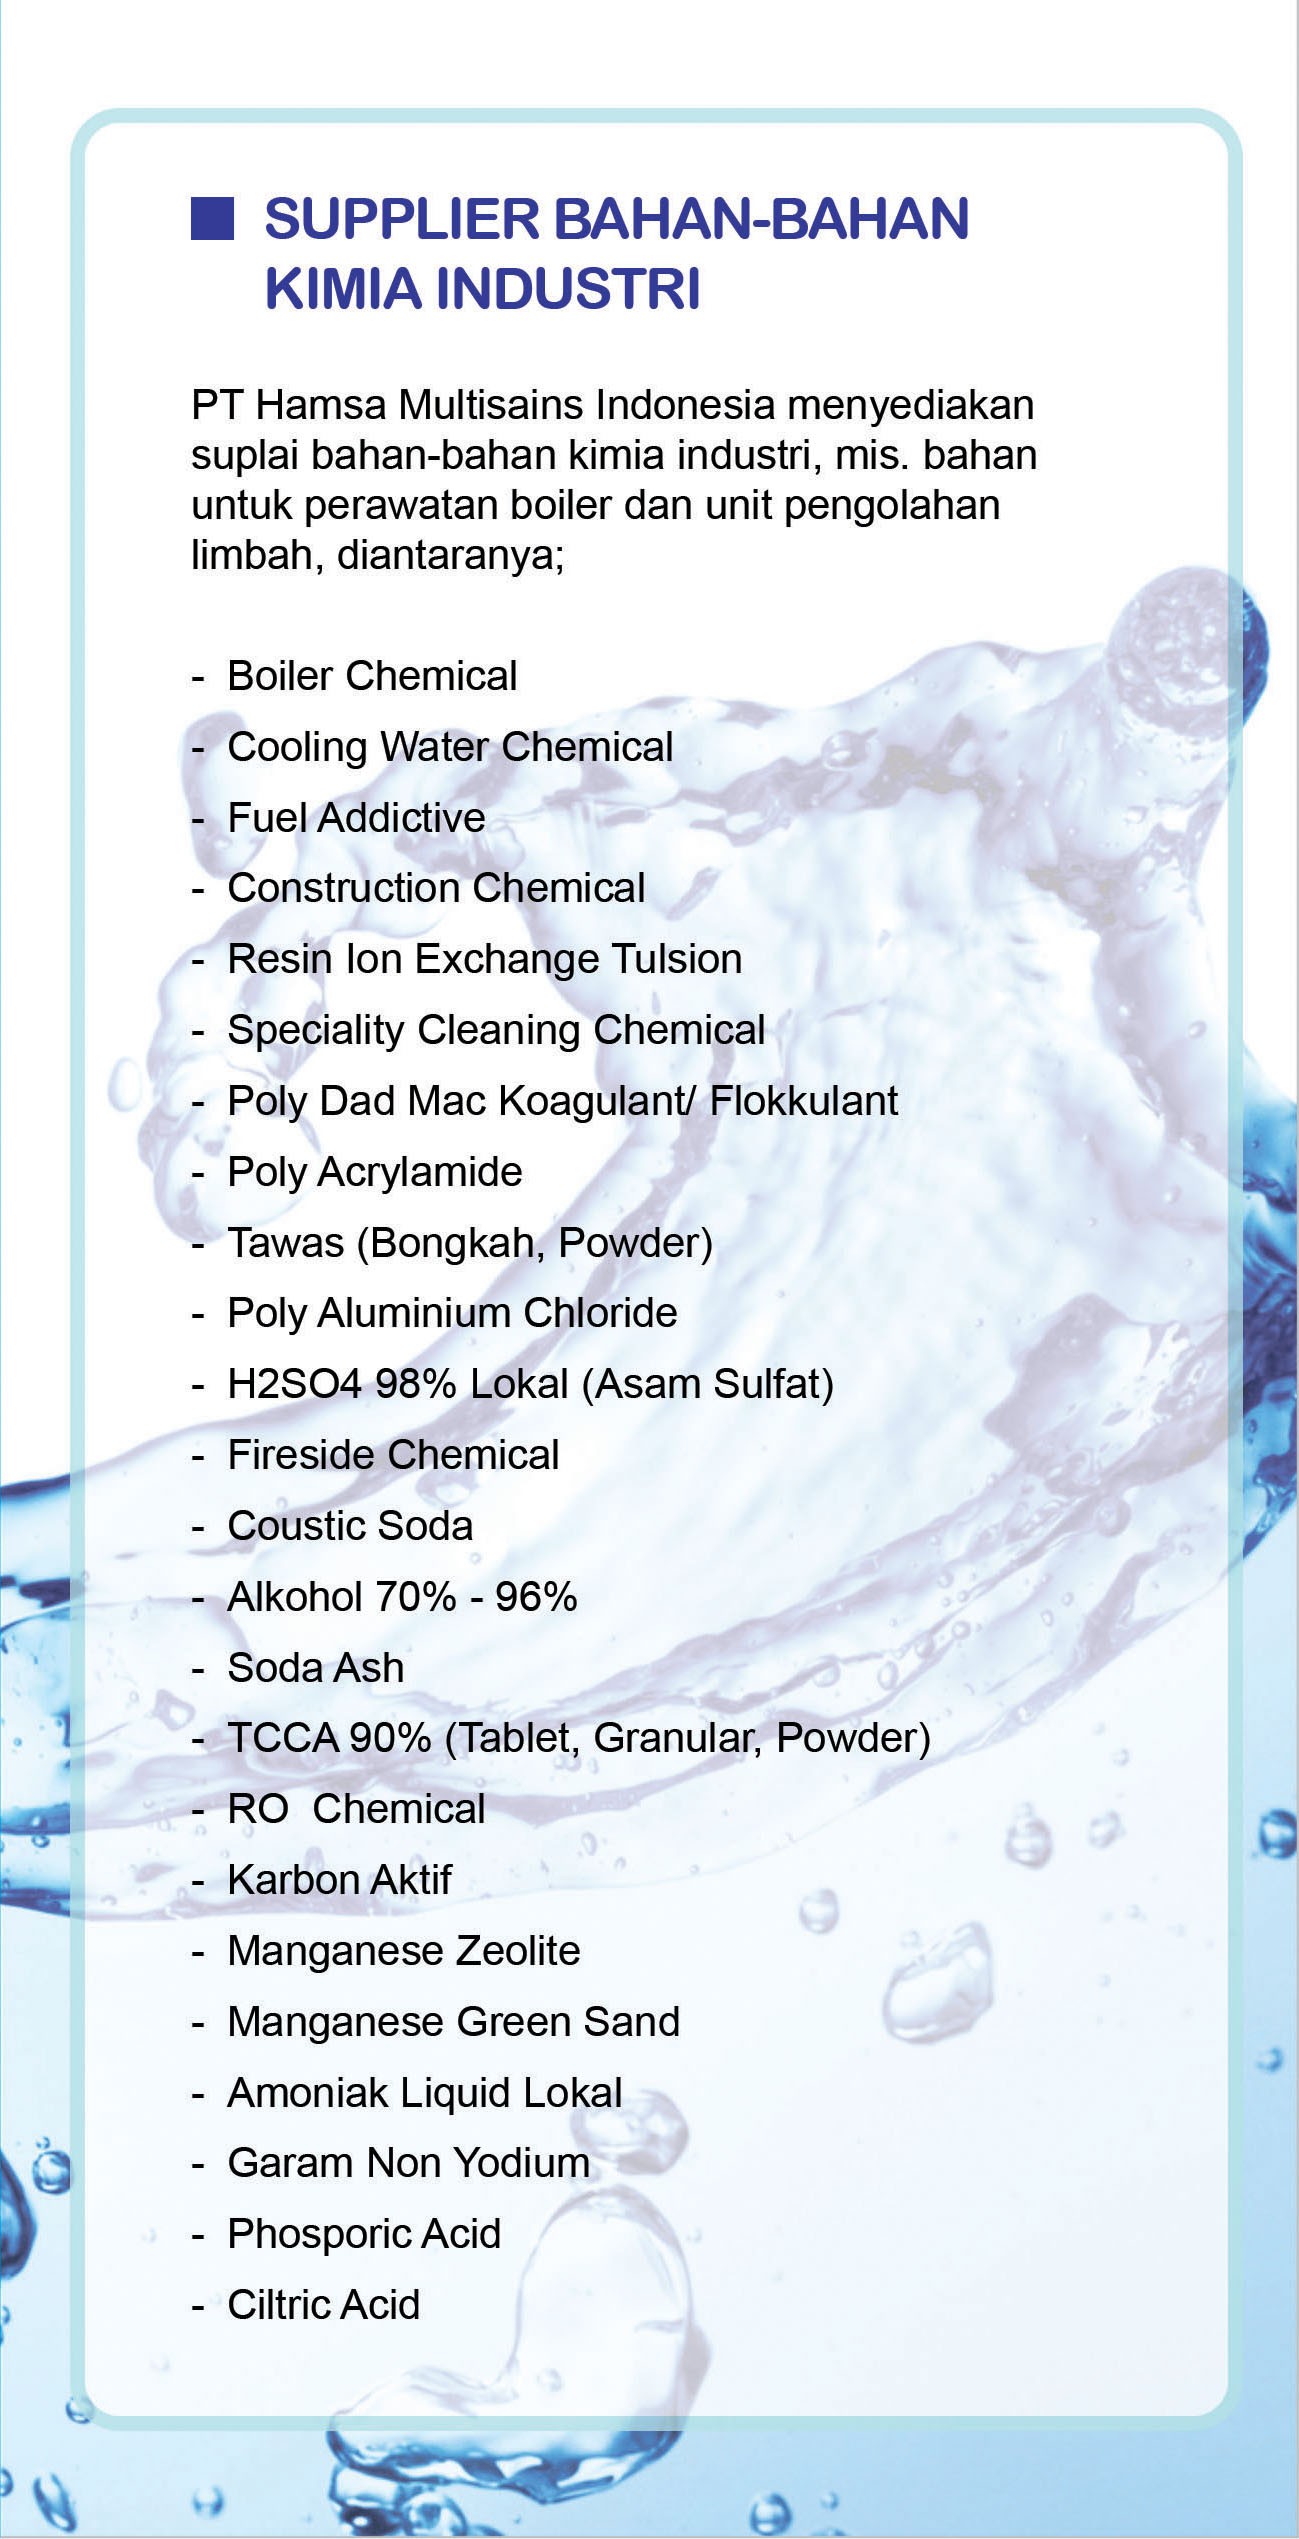 SUPPLIER BAHAN-BAHAN
KIMIA INDUSTRI
PT Hamsa Multisains Indonesia menyediakan
suplai bahan-bahan kimia industri, mis. bahan
untuk perawatan boiler dan unit pengolahan
limbah, diantaranya;
- Boiler Chemical
- Cooling Water Chemical
- Fuel Addictive
- Construction Chemical
- Resin Ion Exchange Tulsion
- Speciality Cleaning Chemical
- Poly Dad Mac Koagulant/ Flokkulant
- Poly Acrylamide
- Tawas (Bongkah, Powder)
- Poly Aluminium Chloride
- H2SO4 98% Lokal (Asam Sulfat)
- Fireside Chemical
- Coustic Soda
- Alkohol 70% - 96%
- Soda Ash
- TCCA 90% (Tablet, Granular, Powder)
- RO  Chemical
- Karbon Aktif
- Manganese Zeolite
- Manganese Green Sand
- Amoniak Liquid Lokal
- Garam Non Yodium
- Phosporic Acid
- Ciltric Acid